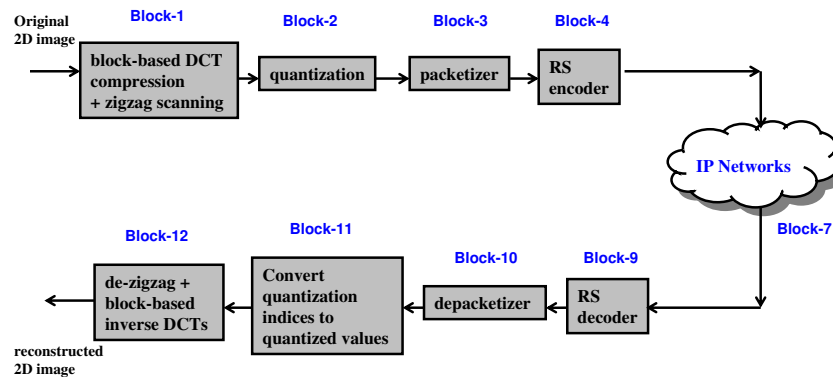 Block-1
Block-2
Block-3
Block-4
Original
2D image
block-based DCT
compression
+ zigzag scanning
quantization
packetizer
RS
encoder
IP Networks
Block-7
Block-12
Block-11
Block-10
Block-9
de-zigzag +
block-based
inverse DCTs
Convert
quantization
indices to
quantized values
depacketizer
RS
decoder
reconstructed
2D image